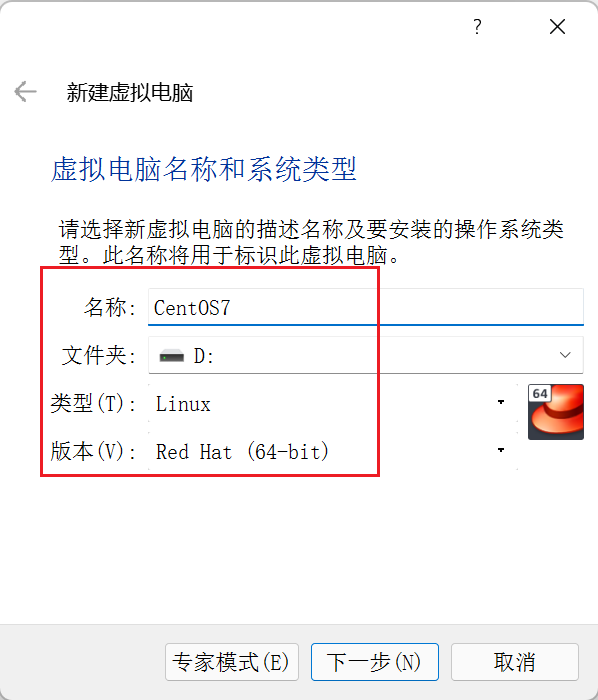 ?
新建虚拟电脑
虚拟电脑名称和系统类型
请选择新虚拟电脑的描述名称及要安装的操作系统类
型。此名称将用于标识此虚拟电脑。
名称: CentOS7
文件夹: D:
类型(T): Linux
64
版本(V): Red Hat (64-bit)
专家模式(E) 下一步(N) 取消